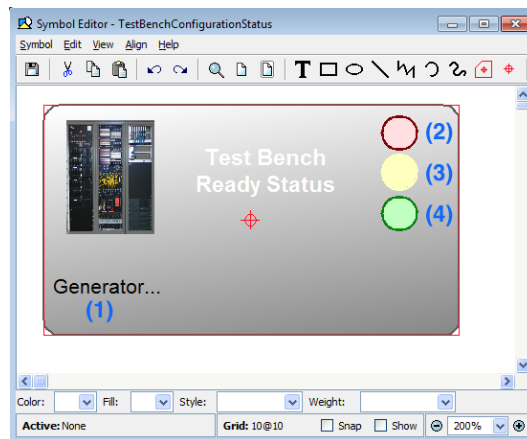 Symbol Editor - TestBenchConfigurationStatus
Symbol Edit View Align Help
T
Test Bench
Ready Status
(2)
(3)
(4)
Generator...
(1)
Color: Fill: Style: Weight:
Active: None Grid: 10@10 Snap Show 200%